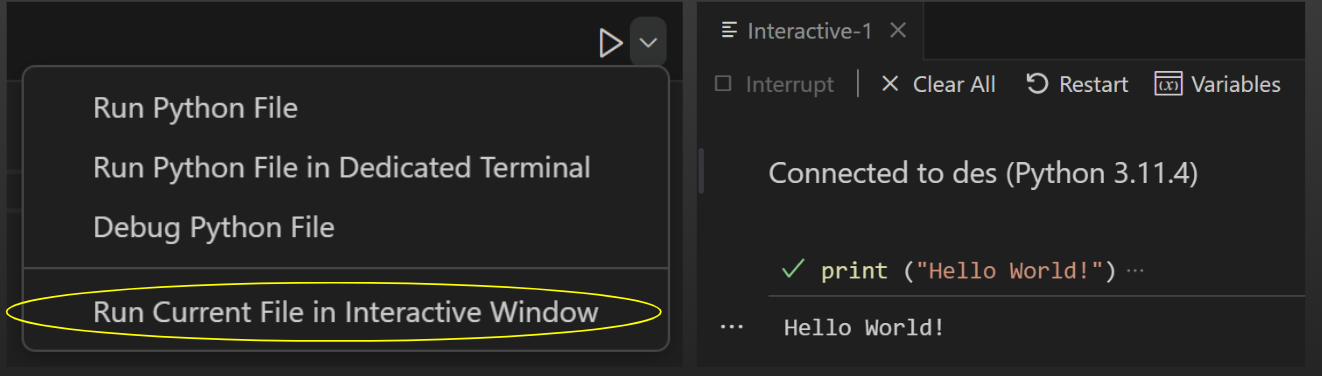 Run Python File
Run Python File in Dedicated Terminal
Debug Python File
Run Current File in Interactive Window
Interactive-1
Interrupt Clear All Restart (x) Variables
Connected to des (Python 3.11.4)
print ("Hello World!") ···
··· Hello World!